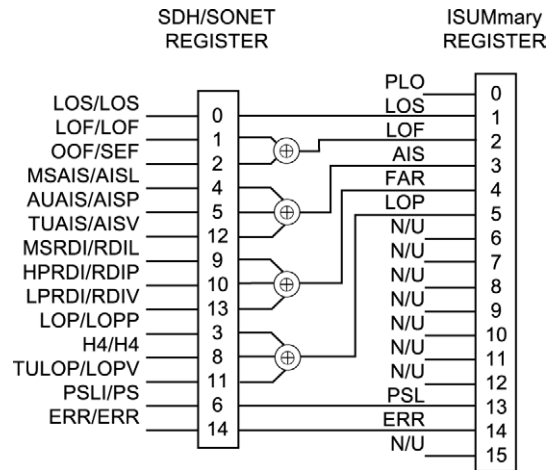 SDH/SONET
REGISTER
ISUMmary
REGISTER
LOS/LOS
LOF/LOF
OOF/SEF
MSAIS/AISL
AUAIS/AISP
TUAIS/AISV
MSRDI/RDIL
HPRDI/RDIP
LPRDI/RDIV
LOP/LOPP
H4/H4
TULOP/LOPV
PSLI/PS
ERR/ERR
0
1
2
4
5
12
9
10
13
3
8
11
6
14
PLO
LOS
LOF
AIS
FAR
LOP
N/U
N/U
N/U
N/U
N/U
N/U
N/U
PSL
ERR
N/U
0
1
2
3
4
5
6
7
8
9
10
11
12
13
14
15